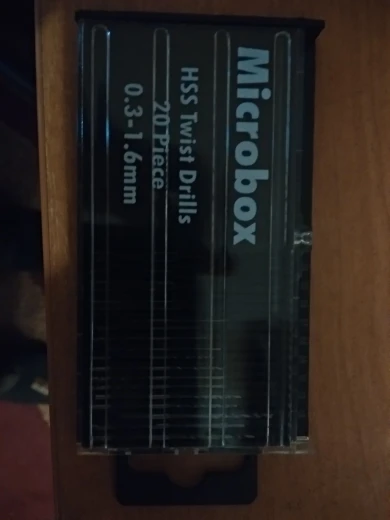 Microbox
HSS Twist Drills
20 Piece
0.3-1.6mm